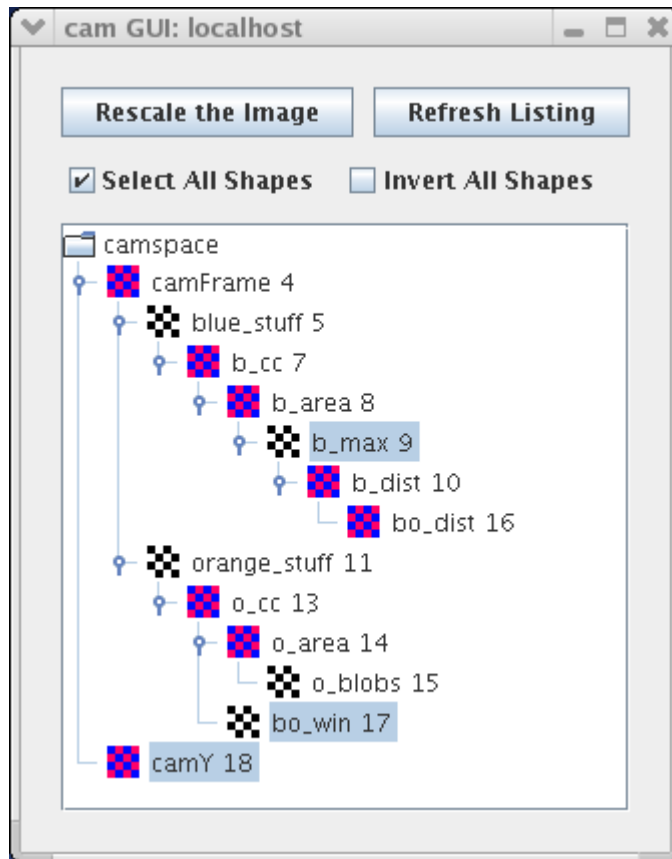 cam GUI: localhost
Rescale the Image Refresh Listing
Select All Shapes Invert All Shapes
camspace
camFrame 4
blue_stuff 5
b_cc 7
b_area 8
b_max 9
b_dist 10
bo_dist 16
orange_stuff 11
o_cc 13
o_area 14
o_blobs 15
bo_win 17
camY 18